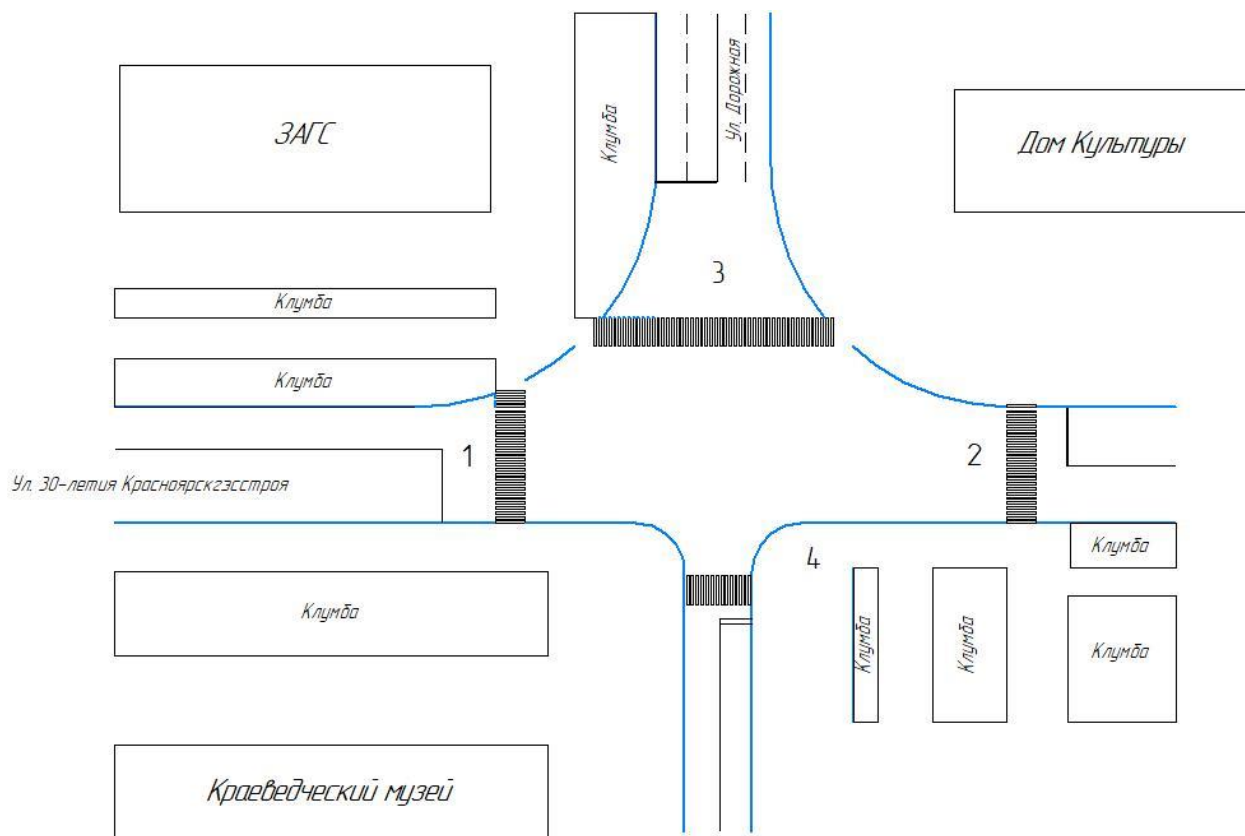 ЗАГС
Клумба
Ул. Дорожная
Дом Культуры
3
Клумба
Клумба
1
2
Ул. 30-летия Красноярскгэсстроя
4
Клумба
Клумба
Клумба
Клумба
Клумба
Краеведческий музей